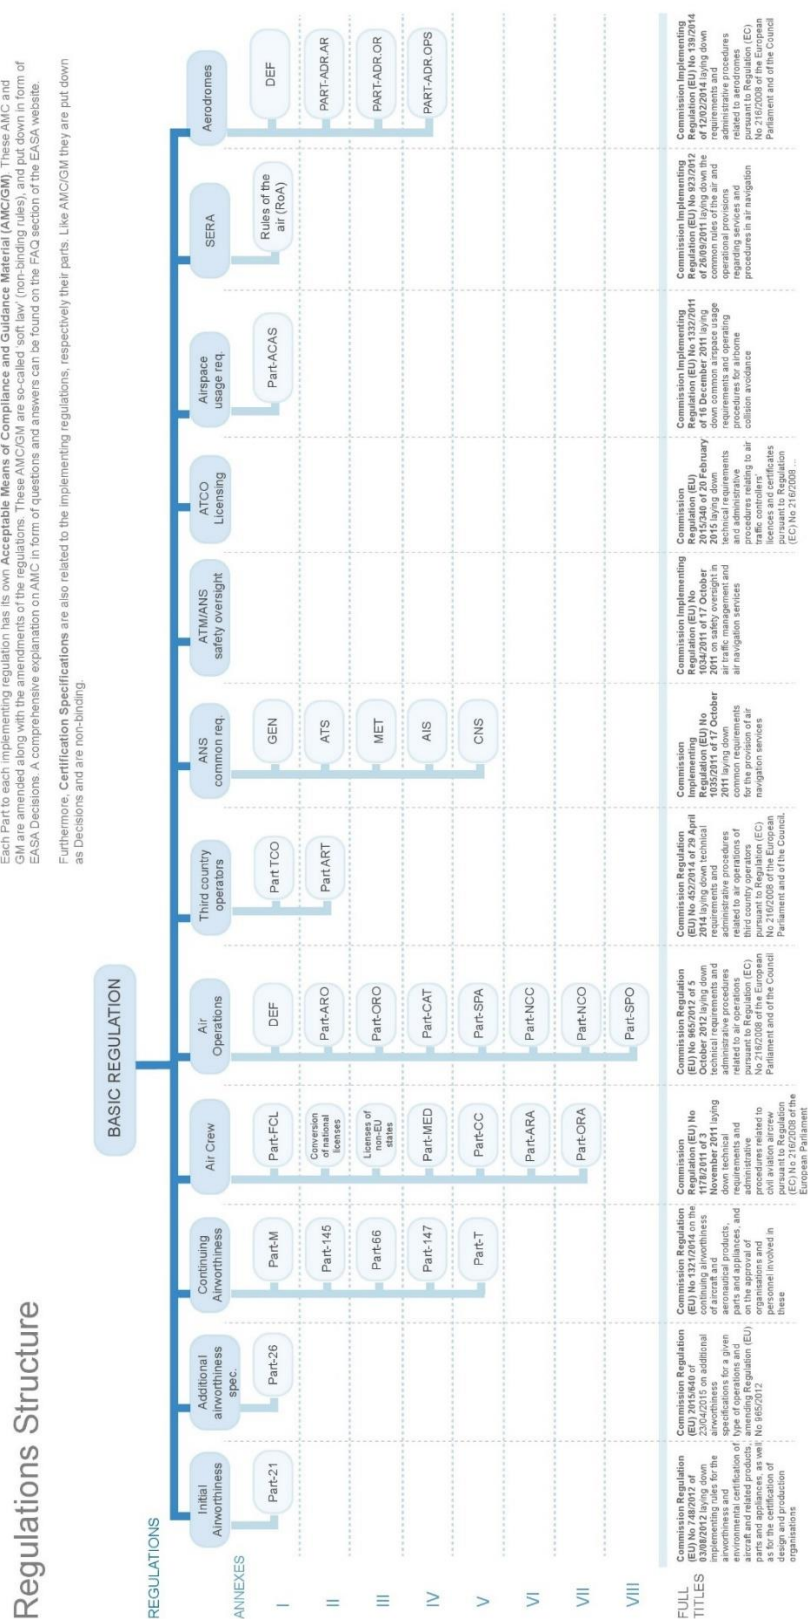 Regulations Structure
Each Part to each implementing regulation has its own Acceptable Means of Compliance and Guidance Material (AMC/GM). These AMC and
GM are amended along with the amendments of the regulations. These AMC/GM are so-called 'soft law' (non-binding rules), and put down in form of
EASA Decisions. A comprehensive explanation on AMC in form of questions and answers can be found on the FAQ section of the EASA website.
Furthermore, Certification Specifications are also related to the implementing regulations, respectively their parts. Like AMC/GM they are put down
as Decisions and are non-binding.
BASIC REGULATION
REGULATIONS
Initial
Airworthiness
Additional
airworthiness
spec.
Continuing
Airworthiness
Air Crew
Air
Operations
Third country
operators
ANS
common req.
ATM/ANS
safety oversight
ATCO
Licensing
Airspace
usage req.
SERA
Aerodromes
ANNEXES
I
Part-21
Part-26
Part-M
Part-FCL
DEF
Part TCO
GEN
Part-ACAS
Rules of the
air (RoA)
DEF
II
Part-145
Conversion
of national
licenses
Part-ARO
Part ART
ATS
PART-ADR.AR
III
Part-66
Licenses of
non-EU
states
Part-ORO
MET
PART-ADR.OR
IV
Part-147
Part-MED
Part-CAT
AIS
PART-ADR.OPS
V
Part-T
Part-CC
Part-SPA
CNS
VI
Part-ARA
Part-NCC
VII
Part-ORA
Part-NCO
VIII
Part-SPO
FULL
TITLES
Commission Regulation
(EU) No 748/2012 of
03/08/2012 laying down
implementing rules for the
airworthiness and
environmental certification of
aircraft and related products,
parts and appliances, as well
as for the certification of
design and production
organisations
Commission Regulation
(EU) 2015/640 of
23/04/2015 on additional
airworthiness
specifications for a given
type of operations and
amending Regulation (EU)
No 965/2012
Commission Regulation
(EU) No 1321/2014 on the
continuing airworthiness
of aircraft and
aeronautical products,
parts and appliances, and
on the approval of
organisations and
personnel involved in
these
Commission
Regulation (EU) No
1178/2011 of 3
November 2011 laying
down technical
requirements and
administrative
procedures related to
civil aviation aircrew
pursuant to Regulation
(EC) No 216/2008 of the
European Parliament
Commission Regulation
(EU) No 965/2012 of 5
October 2012 laying down
technical requirements and
administrative procedures
related to air operations
pursuant to Regulation (EC)
No 216/2008 of the European
Parliament and of the Council
Commission Regulation
(EU) No 452/2014 of 29 April
2014 laying down technical
requirements and
administrative procedures
related to air operations of
third country operators
pursuant to Regulation (EC)
No 216/2008 of the European
Parliament and of the Council.
Commission
Implementing
Regulation (EU) No
1035/2011 of 17 October
2011 laying down
common requirements
for the provision of air
navigation services
Commission Implementing
Regulation (EU) No
1034/2011 of 17 October
2011 on safety oversight in
air traffic management and
air navigation services
Commission
Regulation (EU)
2015/340 of 20 February
2015 laying down
technical requirements
and administrative
procedures relating to air
traffic controllers'
licences and certificates
pursuant to Regulation
(EC) No 216/2008...
Commission Implementing
Regulation (EU) No 1332/2011
of 16 December 2011 laying
down common airspace usage
requirements and operating
procedures for airborne
collision avoidance
Commission Implementing
Regulation (EU) No 923/2012
of 26/09/2011 laying down the
common rules of the air and
operational provisions
regarding services and
procedures in air navigation
Commission Implementing
Regulation (EU) No 139/2014
of 12/02/2014 laying down
requirements and
administrative procedures
related to aerodromes
pursuant to Regulation (EC)
No 216/2008 of the European
Parliament and of the Council